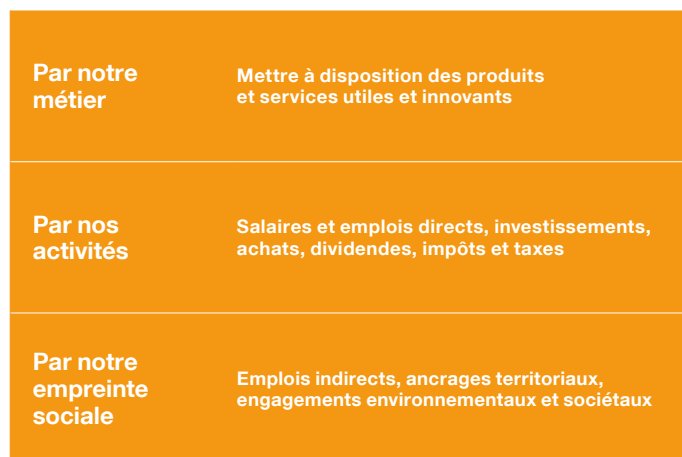 Par notre
métier
Mettre à disposition des produits
et services utiles et innovants
Par nos
activités
Salaires et emplois directs, investissements,
achats, dividendes, impôts et taxes
Par notre
empreinte
sociale
Emplois indirects, ancrages territoriaux,
engagements environnementaux et sociétaux